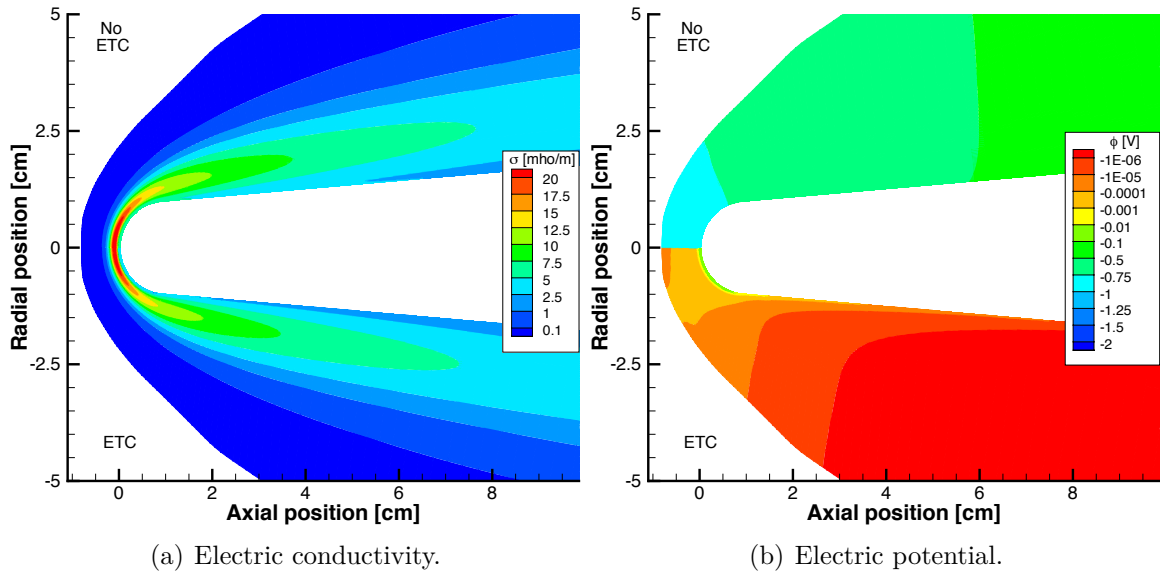 No
ETC
ETC
σ [mho/m]
20
17.5
15
12.5
10
7.5
5
2.5
1
0.1
5
2.5
0
-2.5
-5
Radial position [cm]
0
2
4
6
8
Axial position [cm]
(a) Electric conductivity.
No
ETC
ETC
ϕ [V]
-1E-06
-1E-05
-0.0001
-0.001
-0.01
-0.1
-0.5
-0.75
-1
-1.25
-1.5
-2
5
2.5
0
-2.5
-5
Radial position [cm]
0
2
4
6
8
Axial position [cm]
(b) Electric potential.